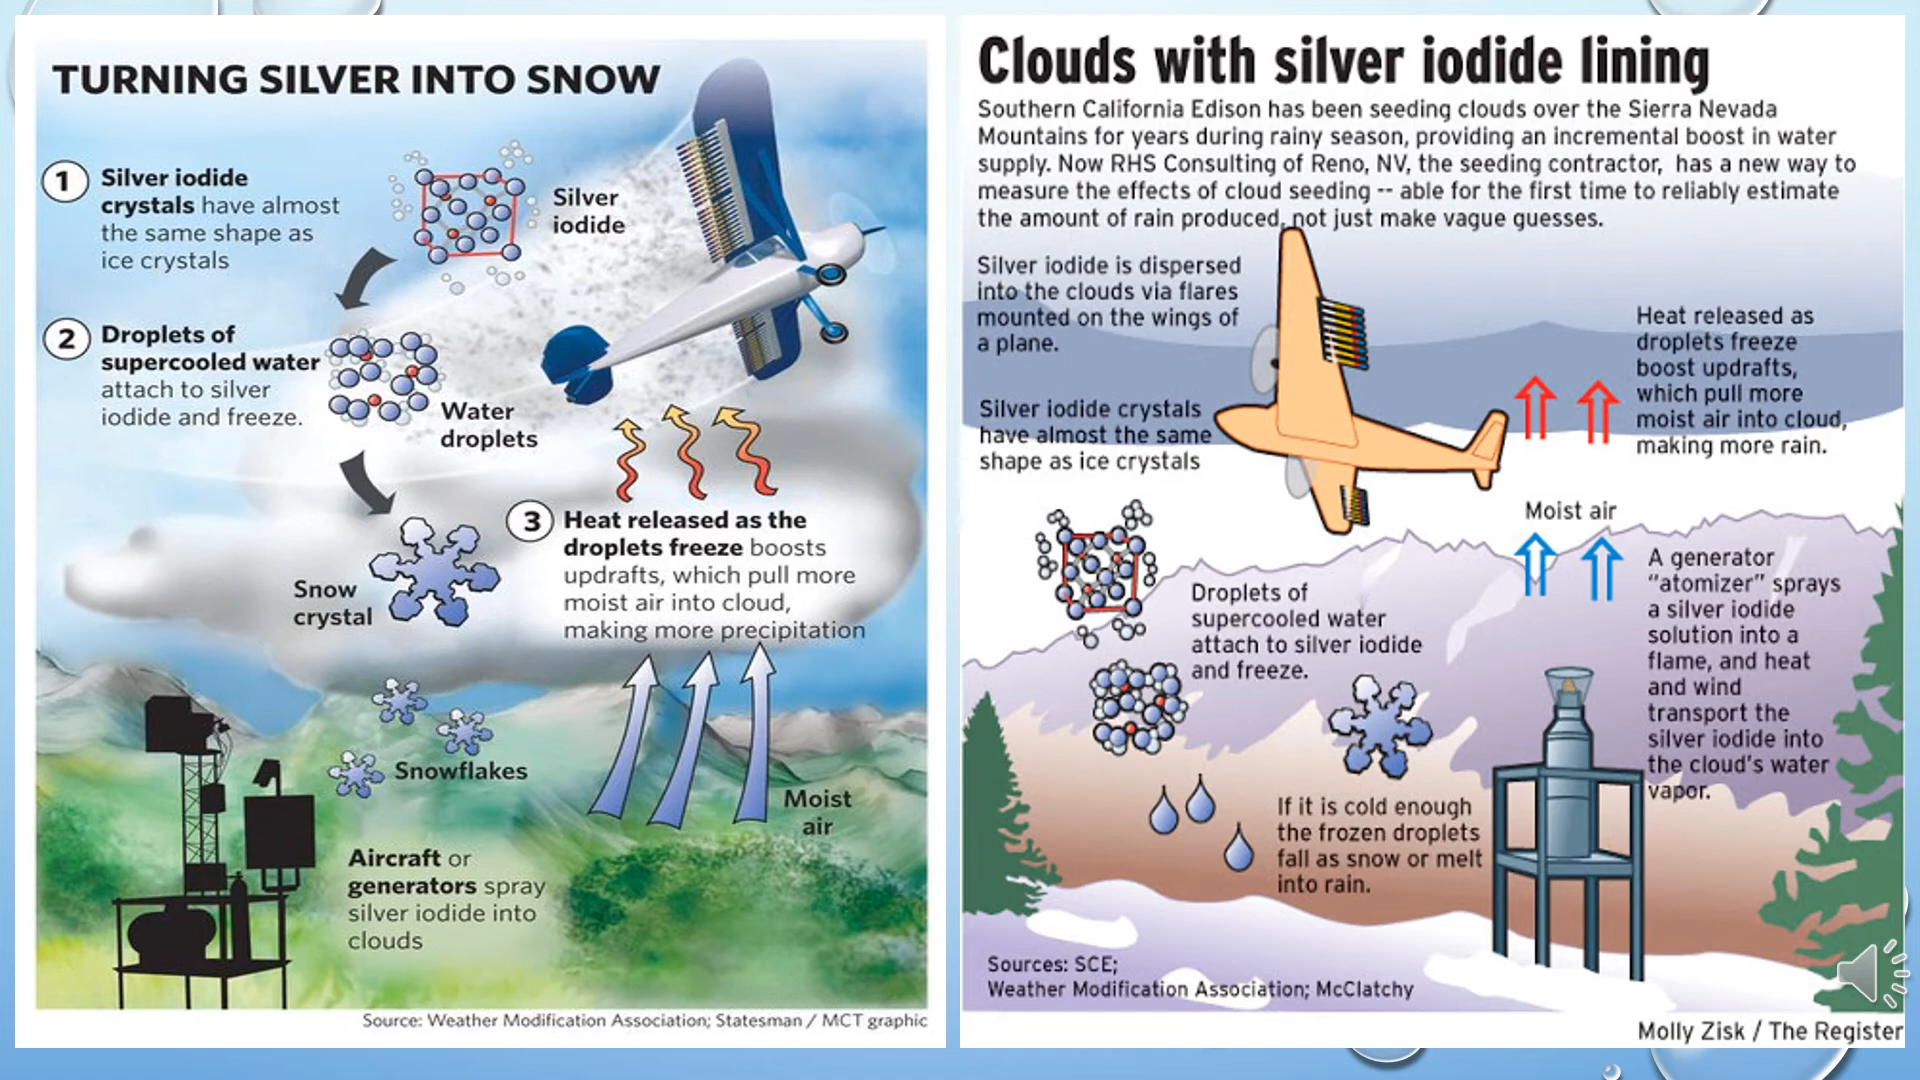 TURNING SILVER INTO SNOW
1
Silver iodide
crystals have almost
the same shape as
ice crystals
Silver
iodide
2
Droplets of
supercooled water
attach to silver
iodide and freeze.
Water
droplets
3
Heat released as the
droplets freeze boosts
updrafts, which pull more
moist air into cloud,
making more precipitation
Snow
crystal
Snowflakes
Moist
air
Aircraft or
generators spray
silver iodide into
clouds
Source: Weather Modification Association; Statesman / MCT graphic
Clouds with silver iodide lining
Southern California Edison has been seeding clouds over the Sierra Nevada
Mountains for years during rainy season, providing an incremental boost in water
supply. Now RHS Consulting of Reno, NV, the seeding contractor, has a new way to
measure the effects of cloud seeding -- able for the first time to reliably estimate
the amount of rain produced, not just make vague guesses.
Silver iodide is dispersed
into the clouds via flares
mounted on the wings of
a plane.
Heat released as
droplets freeze
boost updrafts,
which pull more
moist air into cloud,
making more rain.
Silver iodide crystals
have almost the same
shape as ice crystals
Moist air
Droplets of
supercooled water
attach to silver iodide
and freeze.
A generator
"atomizer" sprays
a silver iodide
solution into a
flame, and heat
and wind
transport the
silver iodide into
the cloud's water
vapor.
If it is cold enough
the frozen droplets
fall as snow or melt
into rain.
Sources: SCE;
Weather Modification Association; McClatchy
Molly Zisk / The Register